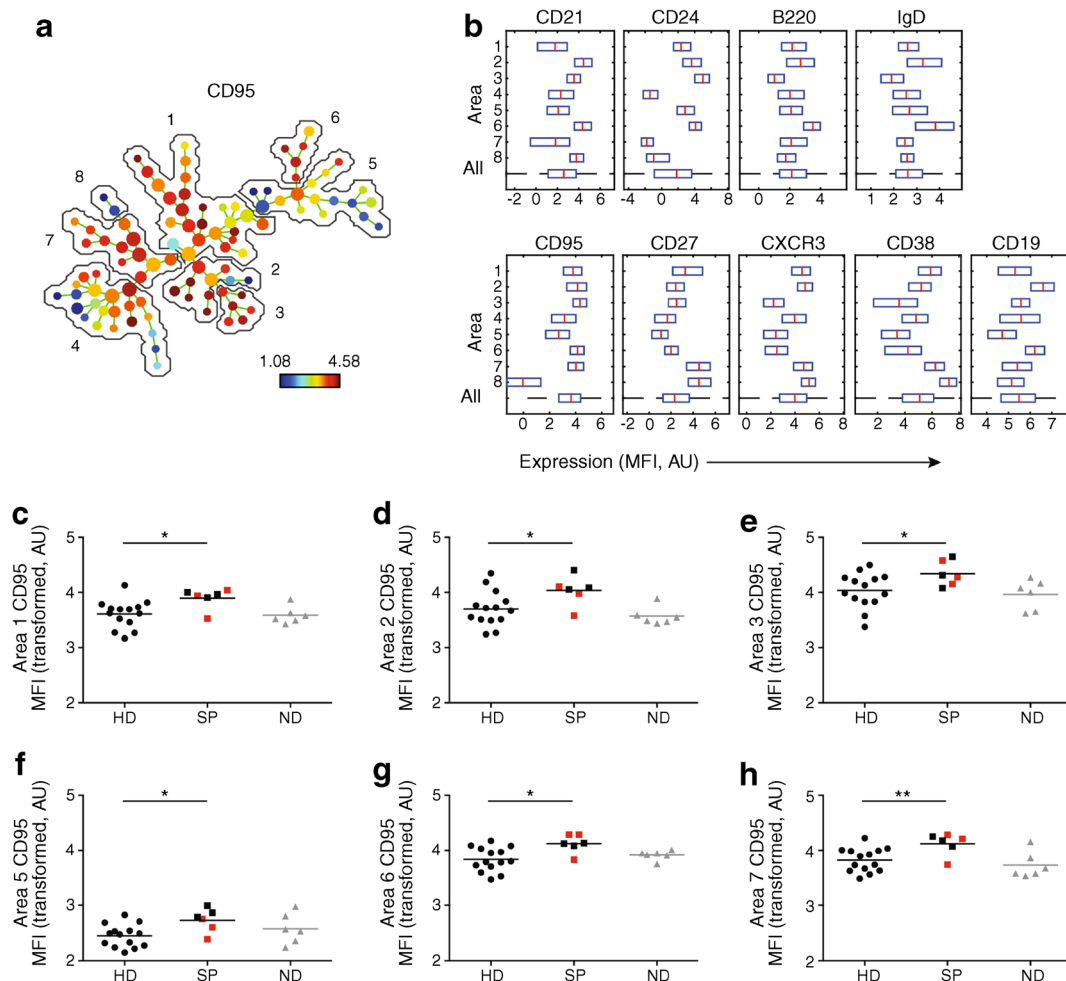 a
CD95
1
6
5
8
7
2
3
4
1.08 4.58
b
CD21 CD24 B220 IgD
Area
1
2
3
4
5
6
7
8
All
-2 0 2 4 6 -4 0 4 8 0 4 2 3 4
CD95 CD27 CXCR3 CD38 CD19
Area
1
2
3
4
5
6
7
8
All
0 2 4 6 -2 0 2 4 6 0 2 4 6 8 2 4 6 8 4 5 6 7
Expression (MFI, AU)
c
Area 1 CD95
MFI (transformed, AU)
5
4
3
2
*
HD SP ND
d
Area 2 CD95
MFI (transformed, AU)
5
4
3
2
*
HD SP ND
e
Area 3 CD95
MFI (transformed, AU)
5
4
3
2
*
HD SP ND
f
Area 5 CD95
MFI (transformed, AU)
5
4
3
2
*
HD SP ND
g
Area 6 CD95
MFI (transformed, AU)
5
4
3
2
*
HD SP ND
h
Area 7 CD95
MFI (transformed, AU)
5
4
3
2
**
HD SP ND